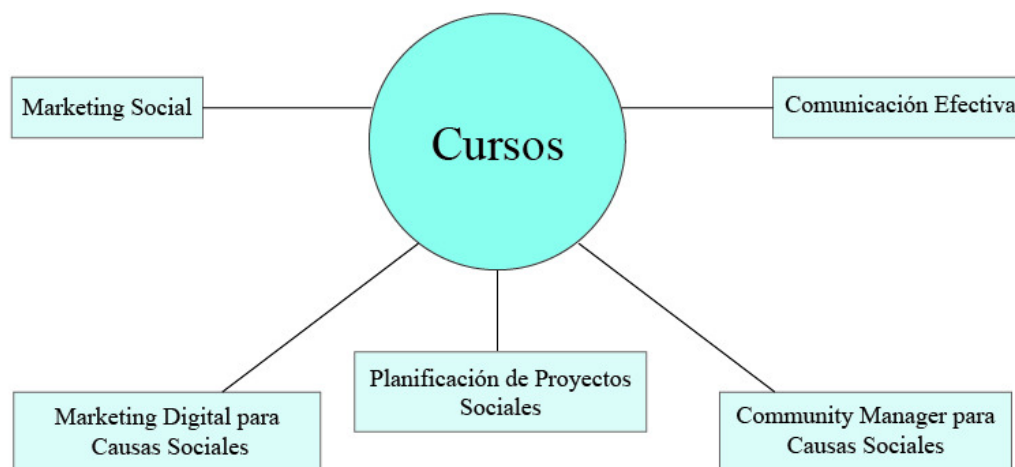 Marketing Social
Comunicación Efectiva
Cursos
Planificación de Proyectos
Sociales
Marketing Digital para
Causas Sociales
Community Manager para
Causas Sociales